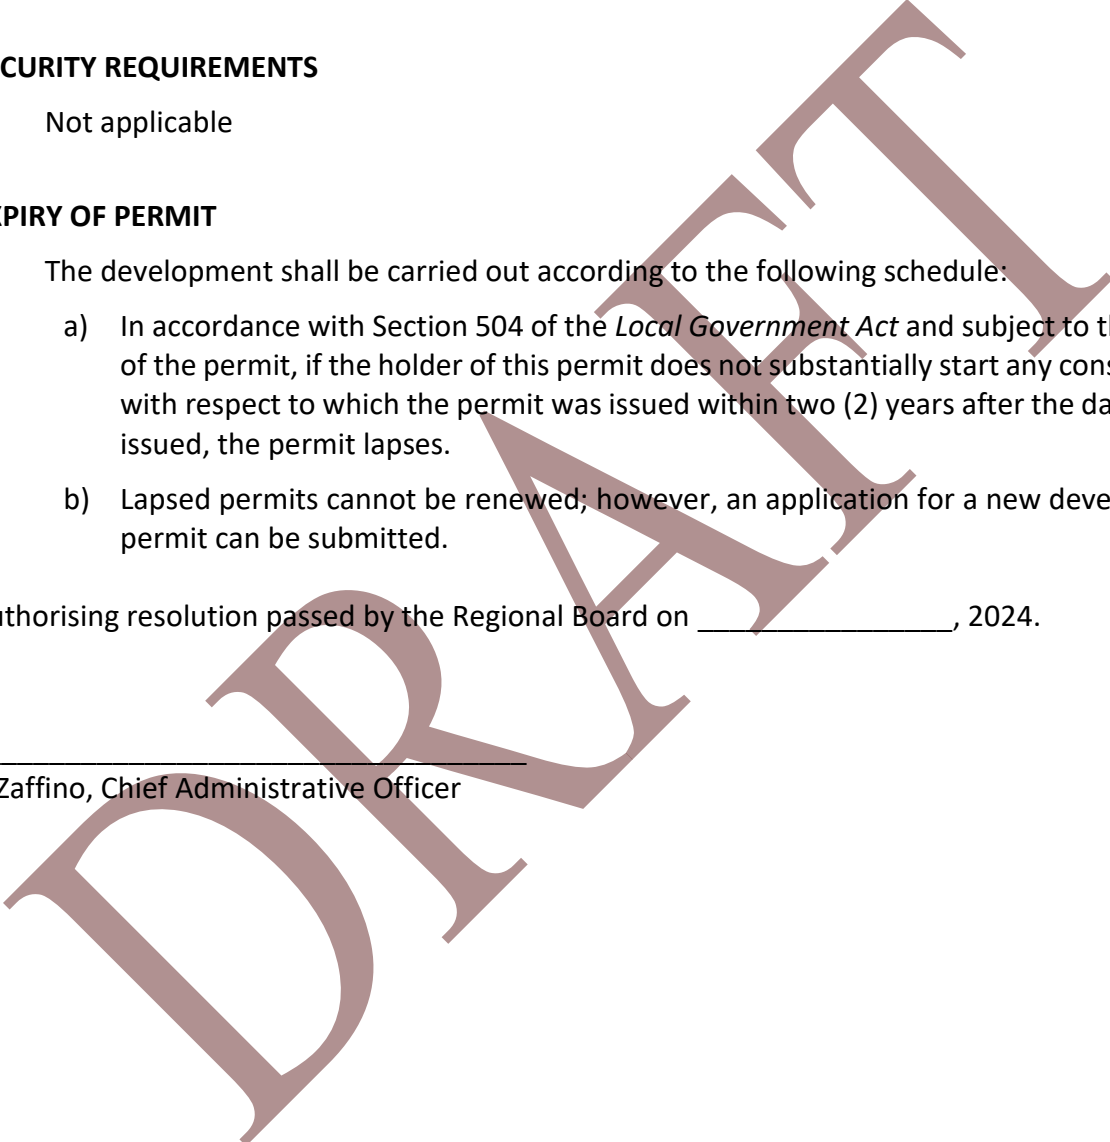 CURITY REQUIREMENTS
Not applicable
PIRY OF PERMIT
The development shall be carried out according to the following schedule:
a) In accordance with Section 504 of the Local Government Act and subject to t
of the permit, if the holder of this permit does not substantially start any cons
with respect to which the permit was issued within two (2) years after the da
issued, the permit lapses.
b) Lapsed permits cannot be renewed; however, an application for a new deve
permit can be submitted.
uthorising resolution passed by the Regional Board on ________________, 2024.
Zaffino, Chief Administrative Officer
DRAFT